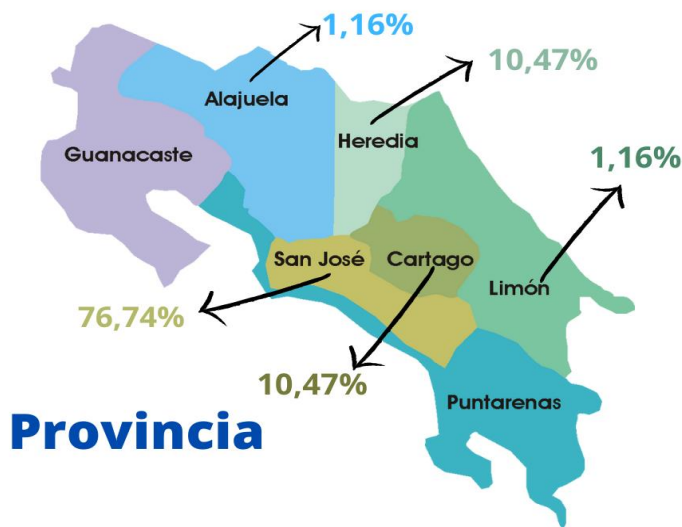 1,16%
10,47%
Alajuela
Heredia
Guanacaste
1,16%
San José
Cartago
Limón
76,74%
10,47%
Puntarenas
Provincia